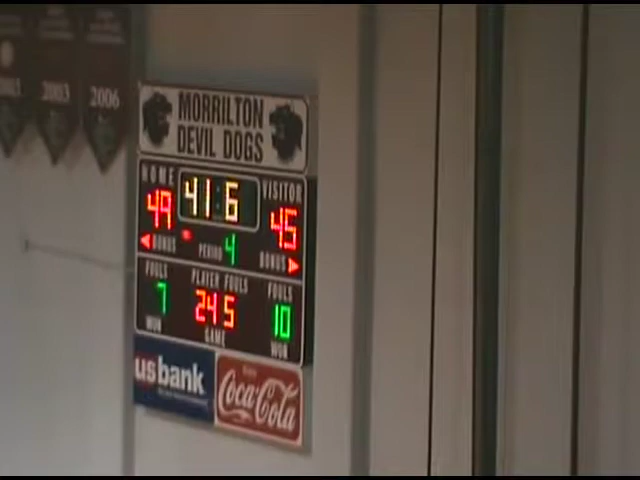 2003
2006
MORRILTON
DEVIL DOGS
HOME 41:6 VISITOR
49 45
BONUS PERIOD 4 BONUS
FOULS PLAYER FOULS FOULS
7 24 5 10
WON GAME WON
usbank
Coca-Cola